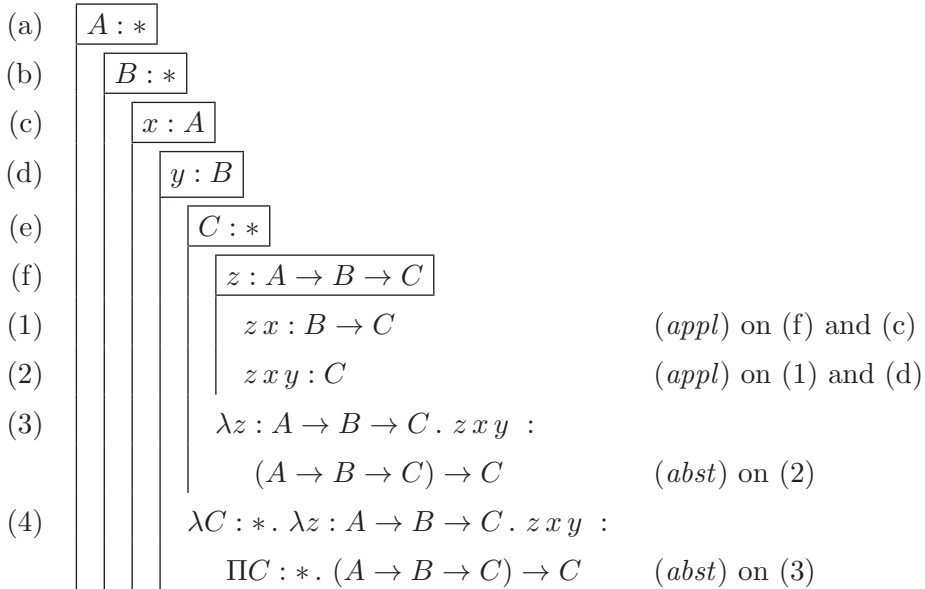 (a) A : ∗
(b) B : ∗
(c) x : A
(d) y : B
(e) C : ∗
(f) z : A → B → C
(1) z x : B → C (appl) on (f) and (c)
(2) z x y : C (appl) on (1) and (d)
(3) λz : A → B → C . z x y :
(A → B → C) → C (abst) on (2)
(4) λC : ∗ . λz : A → B → C . z x y :
ΠC : ∗ . (A → B → C) → C (abst) on (3)